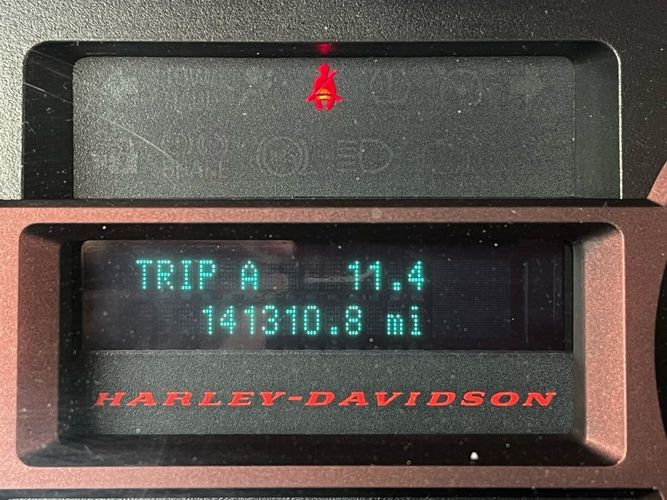 TRIP A 11.4
141310.8 mi
HARLEY-DAVIDSON